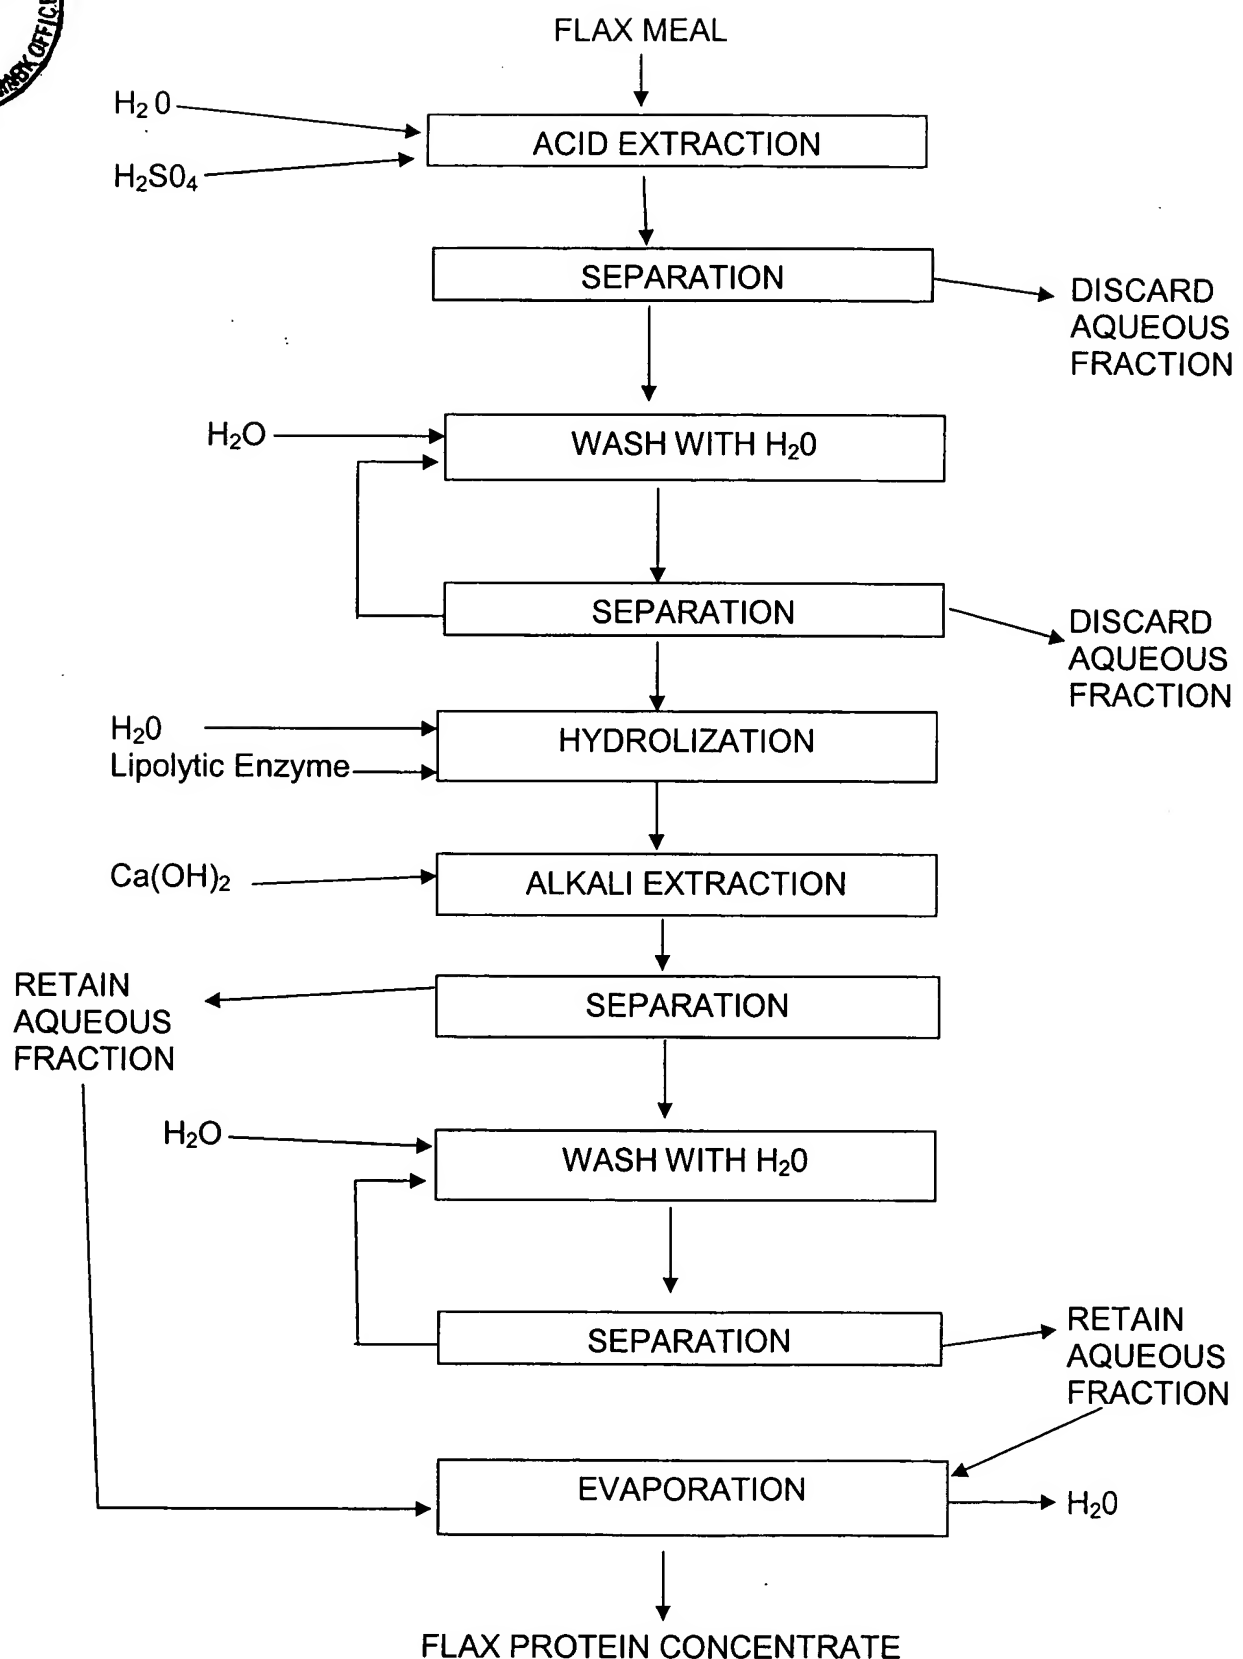 FLAX MEAL
H₂0
H₂S0₄
ACID EXTRACTION
SEPARATION
DISCARD
AQUEOUS
FRACTION
H₂O
WASH WITH H₂0
SEPARATION
DISCARD
AQUEOUS
FRACTION
H₂0
Lipolytic Enzyme
HYDROLIZATION
Ca(OH)₂
ALKALI EXTRACTION
RETAIN
AQUEOUS
FRACTION
SEPARATION
H₂O
WASH WITH H₂0
SEPARATION
RETAIN
AQUEOUS
FRACTION
EVAPORATION
H₂0
FLAX PROTEIN CONCENTRATE